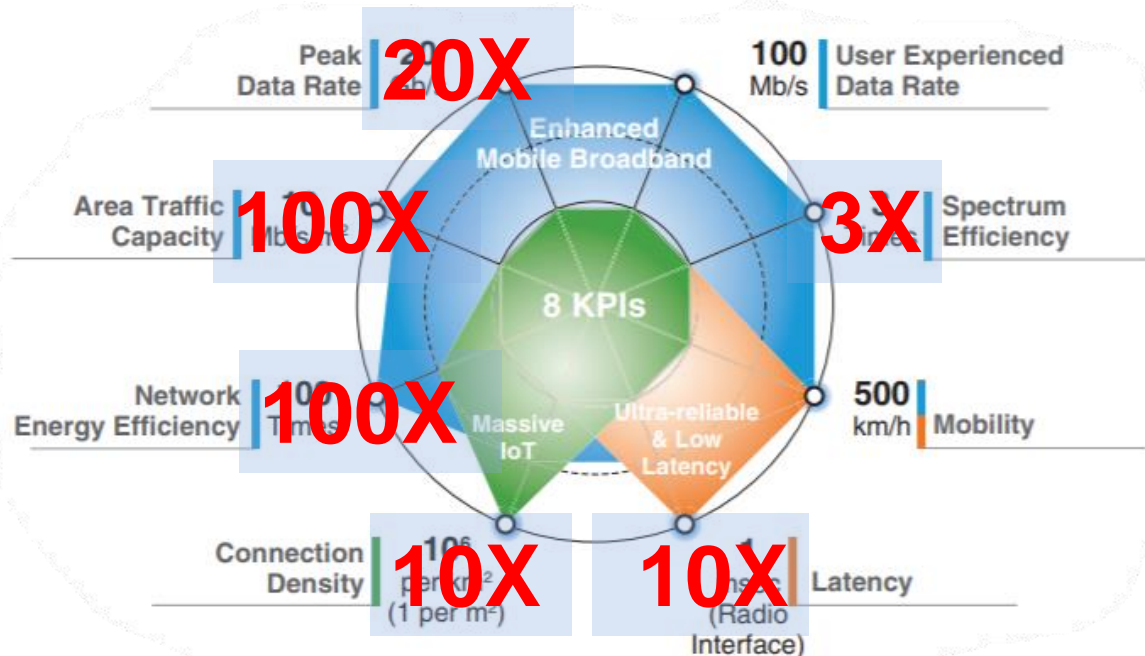 Peak
Data Rate
20X
100
Mb/s
User Experienced
Data Rate
Enhanced
Mobile Broadband
Area Traffic
Capacity
100X
3X
Spectrum
Efficiency
8 KPIs
Network
Energy Efficiency
100X
500
km/h
Mobility
Massive
IoT
Ultra-reliable
& Low
Latency
Connection
Density
10X
(1 per m²)
10X
(Radio
Interface)
Latency